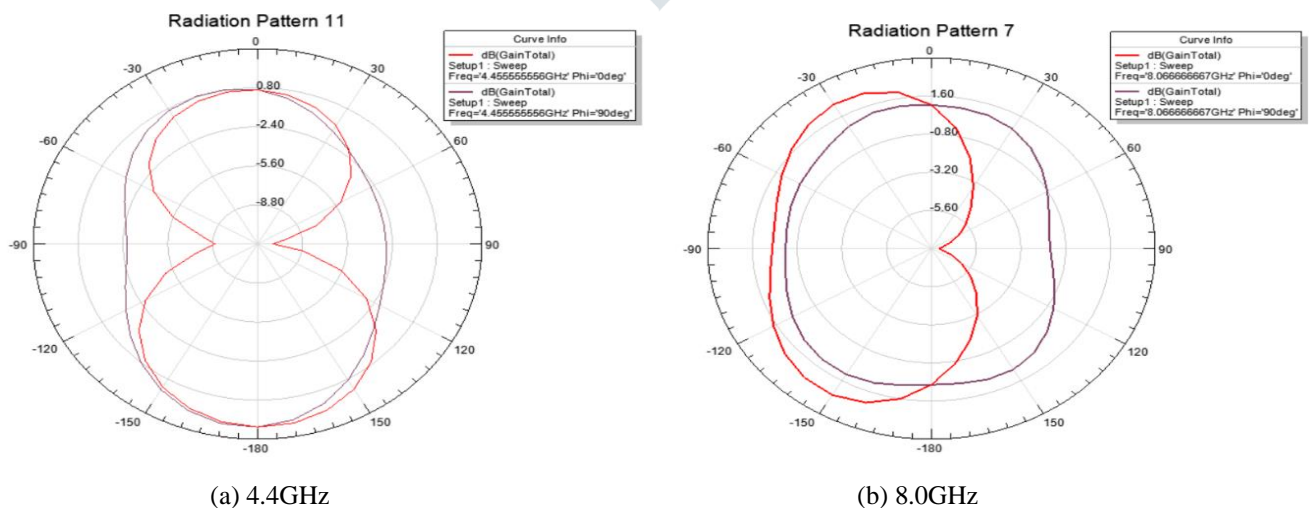 Radiation Pattern 11
Curve Info
dB(GainTotal)
Setup1 : Sweep
Freq='4.455555556GHz' Phi='0deg'
dB(GainTotal)
Setup1 : Sweep
Freq='4.455555556GHz' Phi='90deg'
0
-30
30
0.80
-2.40
-60
60
-5.60
-8.80
-90
90
-120
120
-150
150
-180
Radiation Pattern 7
Curve Info
dB(GainTotal)
Setup1 : Sweep
Freq='8.066666667GHz' Phi='0deg'
dB(GainTotal)
Setup1 : Sweep
Freq='8.066666667GHz' Phi='90deg'
0
-30
30
1.60
-0.80
-60
60
-3.20
-5.60
-90
90
-120
120
-150
150
-180
(a) 4.4GHz
(b) 8.0GHz